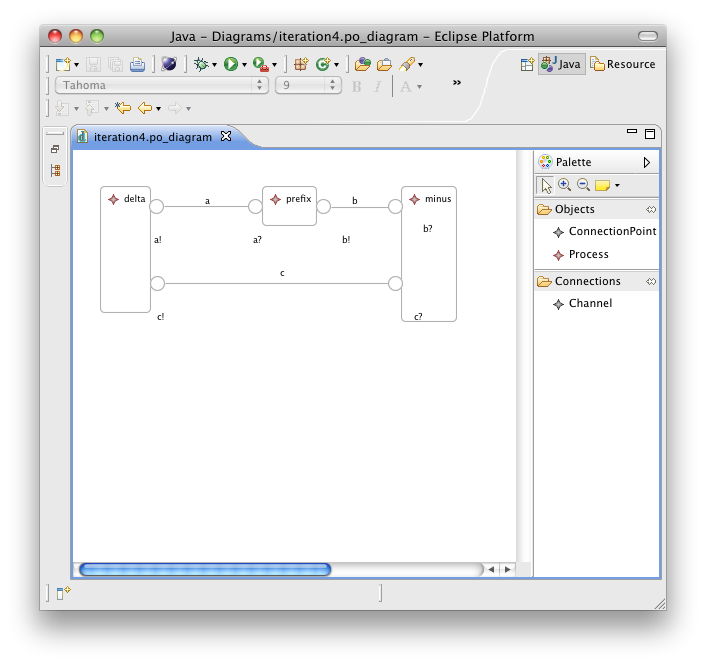 Java – Diagrams/iteration4.po_diagram – Eclipse Platform
Java
Resource
Tahoma
9
B I A
»
iteration4.po_diagram
Palette
delta
a
prefix
b
minus
b?
a!
a?
b!
c
c!
c?
Objects
ConnectionPoint
Process
Connections
Channel